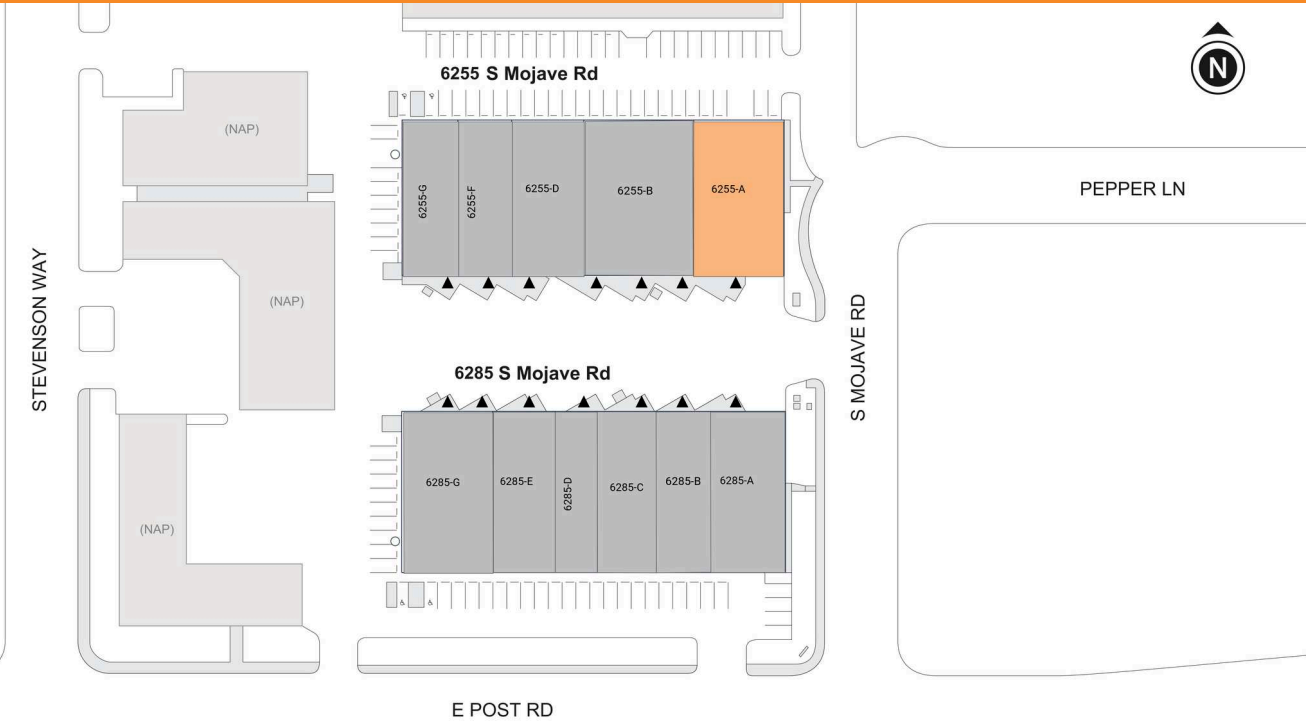 6255 S Mojave Rd
N
(NAP)
PEPPER LN
6255-G
6255-F
6255-D
6255-B
6255-A
STEVENSON WAY
(NAP)
S MOJAVE RD
6285 S Mojave Rd
6285-G
6285-E
6285-D
6285-C
6285-B
6285-A
(NAP)
E POST RD